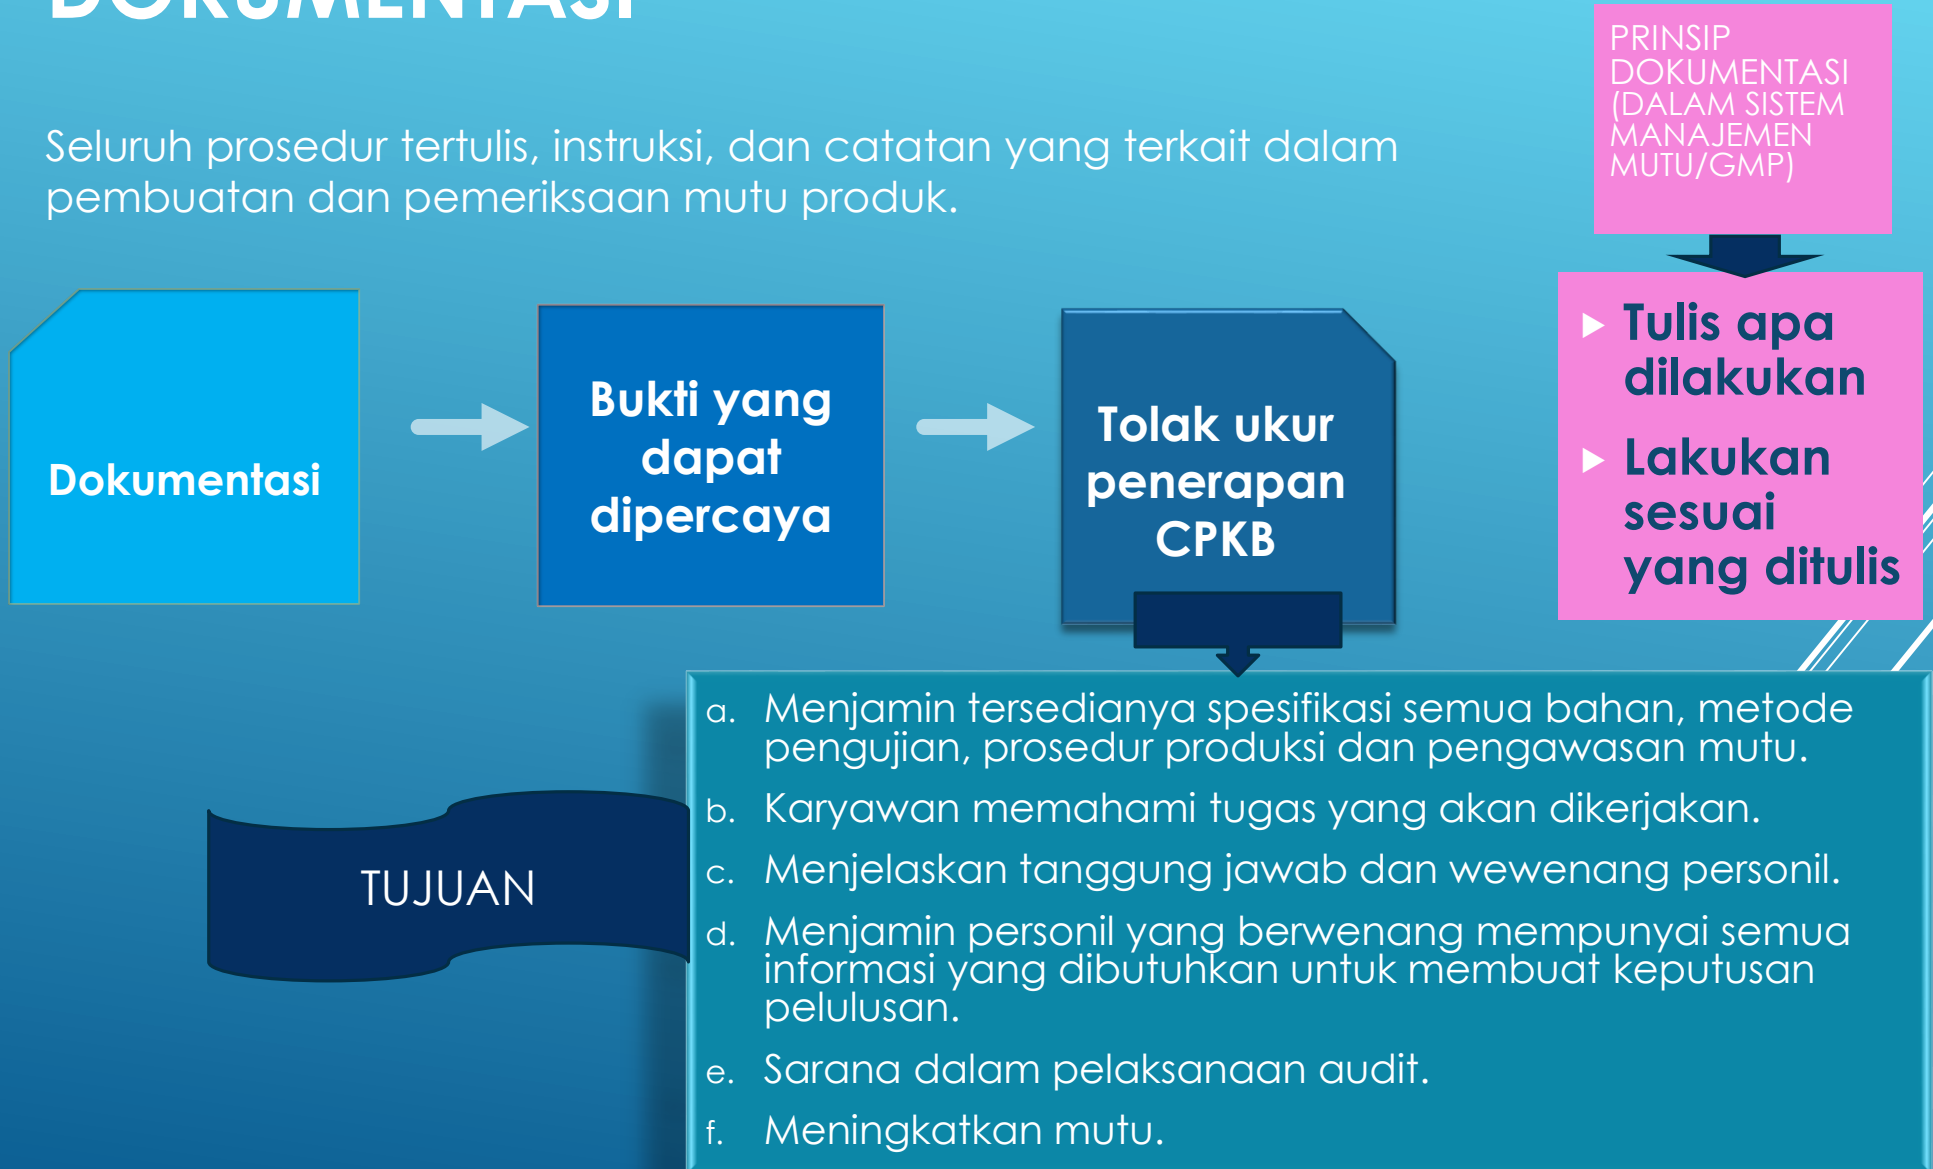 DOKUMENTASI
Seluruh prosedur tertulis, instruksi, dan catatan yang terkait dalam
pembuatan dan pemeriksaan mutu produk.
PRINSIP
DOKUMENTASI
(DALAM SISTEM
MANAJEMEN
MUTU/GMP)
Dokumentasi
Bukti yang
dapat
dipercaya
Tolak ukur
penerapan
CPKB
Tulis apa
dilakukan
Lakukan
sesuai
yang ditulis
TUJUAN
a. Menjamin tersedianya spesifikasi semua bahan, metode
pengujian, prosedur produksi dan pengawasan mutu.
b. Karyawan memahami tugas yang akan dikerjakan.
c. Menjelaskan tanggung jawab dan wewenang personil.
d. Menjamin personil yang berwenang mempunyai semua
informasi yang dibutuhkan untuk membuat keputusan
pelulusan.
e. Sarana dalam pelaksanaan audit.
f. Meningkatkan mutu.